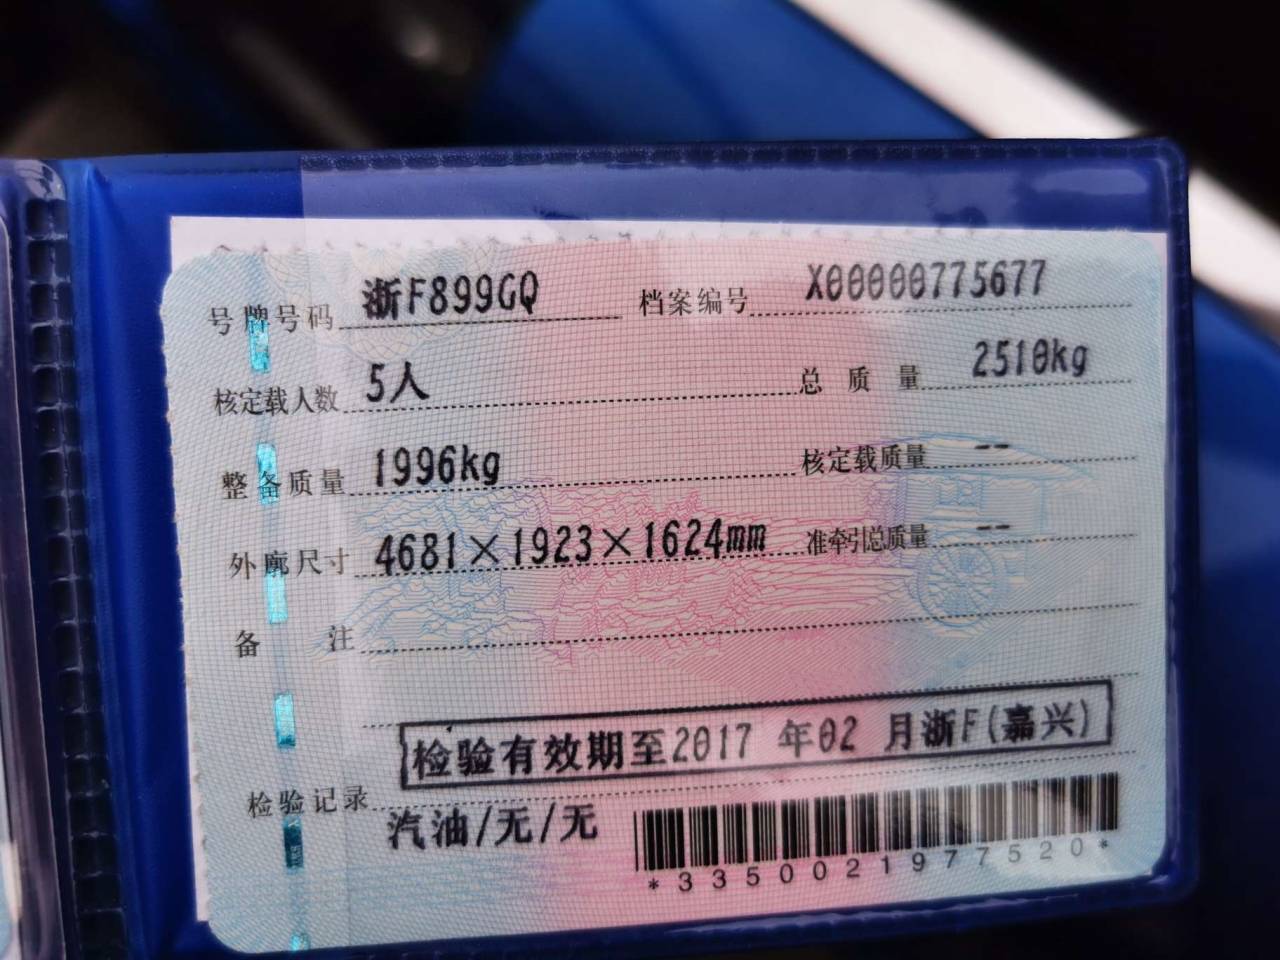 号牌号码 浙F899GQ 档案编号 X00000775677
核定载人数 5人 总质量 2510kg
整备质量 1996kg 核定载质量 --
外廓尺寸 4681×1923×1624mm 准牵引总质量 --
备注
检验有效期至2017 年02 月浙F(嘉兴)
检验记录
汽油/无/无
*3350021977520*